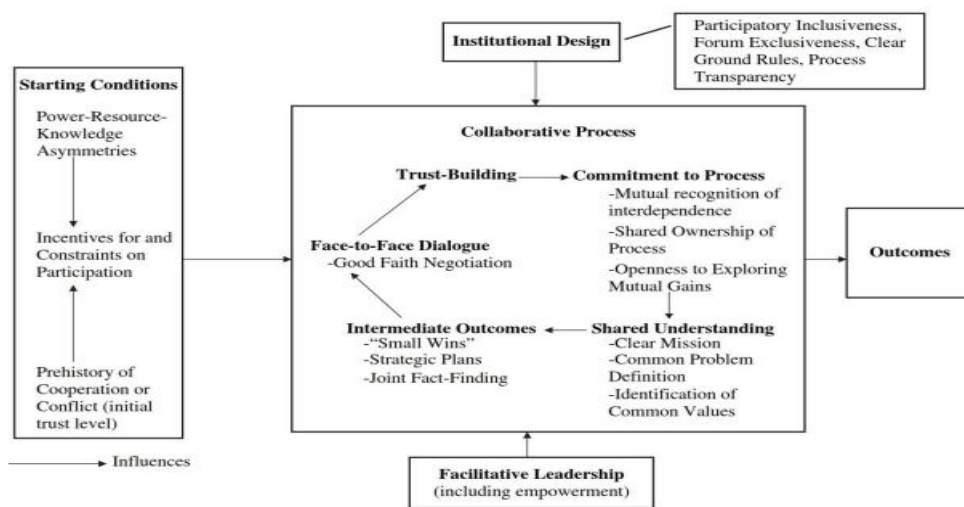 Institutional Design
Participatory Inclusiveness,
Forum Exclusiveness, Clear
Ground Rules, Process
Transparency
Starting Conditions
Power-Resource-
Knowledge
Asymmetries
Incentives for and
Constraints on
Participation
Prehistory of
Cooperation or
Conflict (initial
trust level)
Influences
Collaborative Process
Trust-Building
Commitment to Process
-Mutual recognition of
interdependence
-Shared Ownership of
Process
-Openness to Exploring
Mutual Gains
Face-to-Face Dialogue
-Good Faith Negotiation
Intermediate Outcomes
-“Small Wins”
-Strategic Plans
-Joint Fact-Finding
Shared Understanding
-Clear Mission
-Common Problem
Definition
-Identification of
Common Values
Outcomes
Facilitative Leadership
(including empowerment)